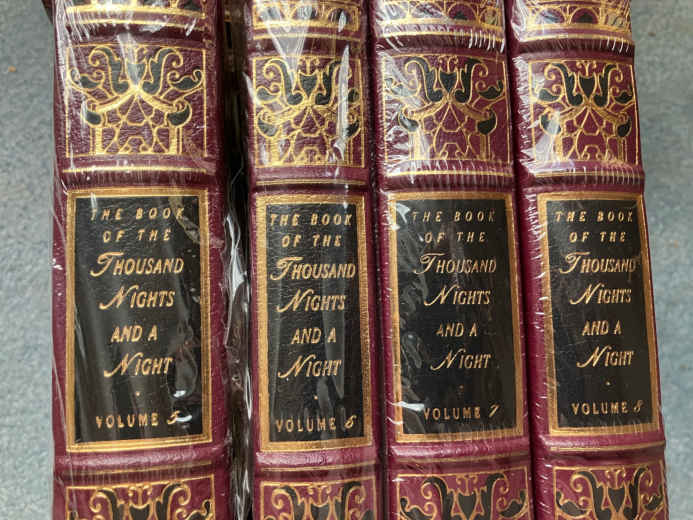 THE BOOK
OF THE
THOUSAND
NIGHTS
AND A
NIGHT
VOLUME 5
THE BOOK
OF THE
THOUSAND
NIGHTS
AND A
NIGHT
VOLUME 6
THE BOOK
OF THE
THOUSAND
NIGHTS
AND A
NIGHT
VOLUME 7
THE BOOK
OF THE
THOUSAND
NIGHTS
AND A
NIGHT
VOLUME 8